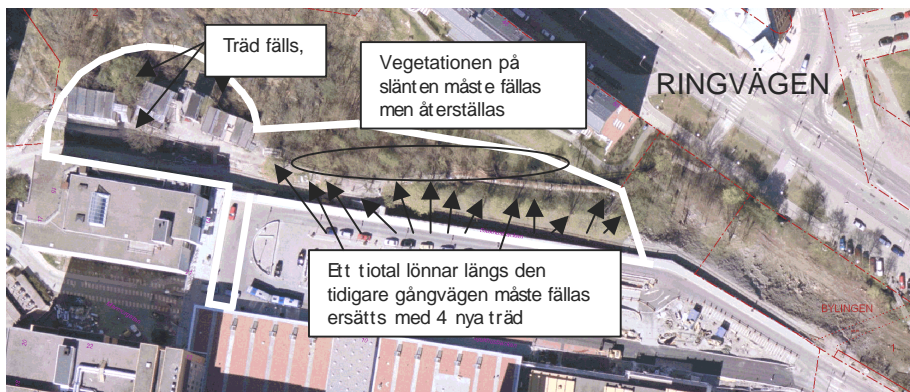 Träd fälls,
Vegetationen på
slänten måste fällas
men återställas
RINGVÄGEN
Ett tiotal lönnar längs den
tidigare gångvägen måste fällas
ersätts med 4 nya träd
BYLINGEN